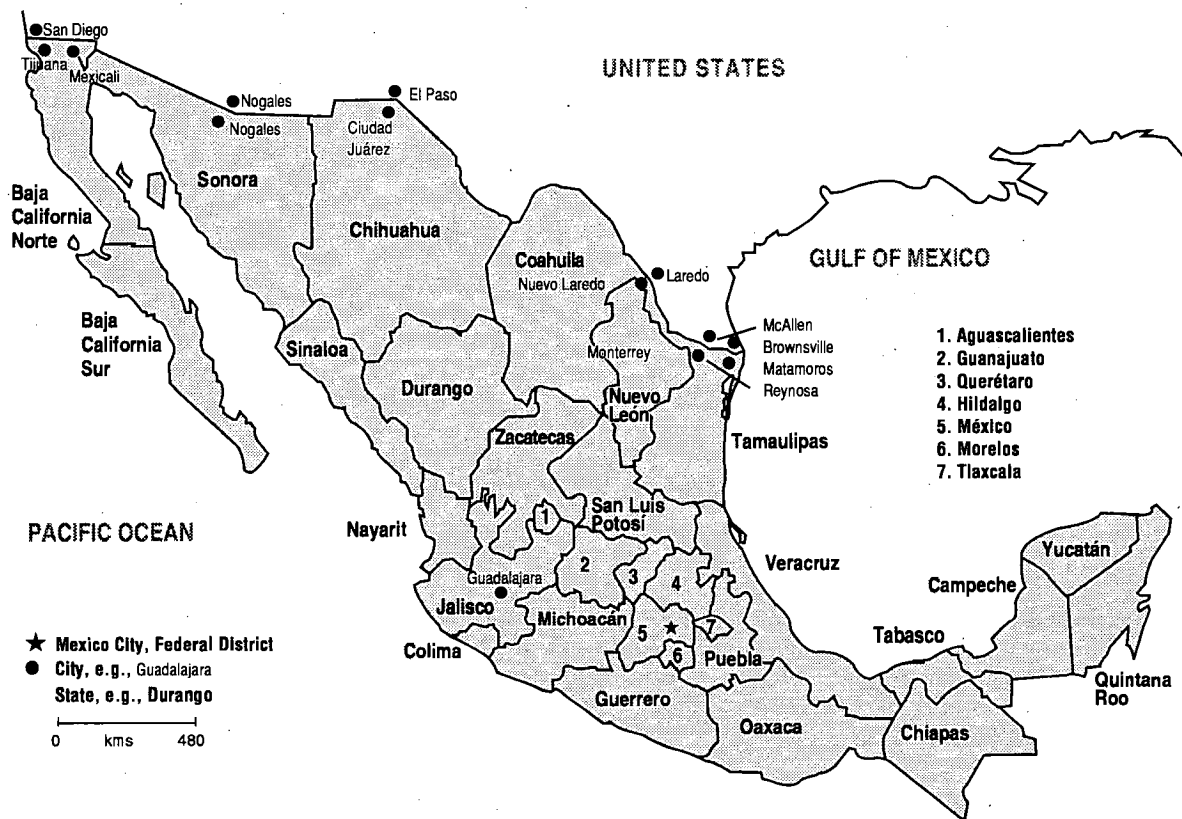 San Diego
Tijuana
Mexicali
UNITED STATES
Nogales
Nogales
El Paso
Ciudad
Juárez
Sonora
Baja
California
Norte
Chihuahua
Coahuila
Nuevo Laredo
Laredo
GULF OF MEXICO
Baja
California
Sur
Sinaloa
Durango
Monterrey
McAllen
Brownsville
Matamoros
Reynosa
Nuevo
León
Zacatecas
Tamaulipas
1. Aguascalientes
2. Guanajuato
3. Querétaro
4. Hildalgo
5. México
6. Morelos
7. Tlaxcala
PACIFIC OCEAN
Nayarit
1
San Luis
Potosí
Guadalajara
2
3
4
Veracruz
Yucatán
Campeche
Jalisco
Michoacán
5
7
6
Puebla
Tabasco
Colima
Guerrero
Oaxaca
Chiapas
Quintana
Roo
Mexico City, Federal District
City, e.g., Guadalajara
State, e.g., Durango
0 kms 480